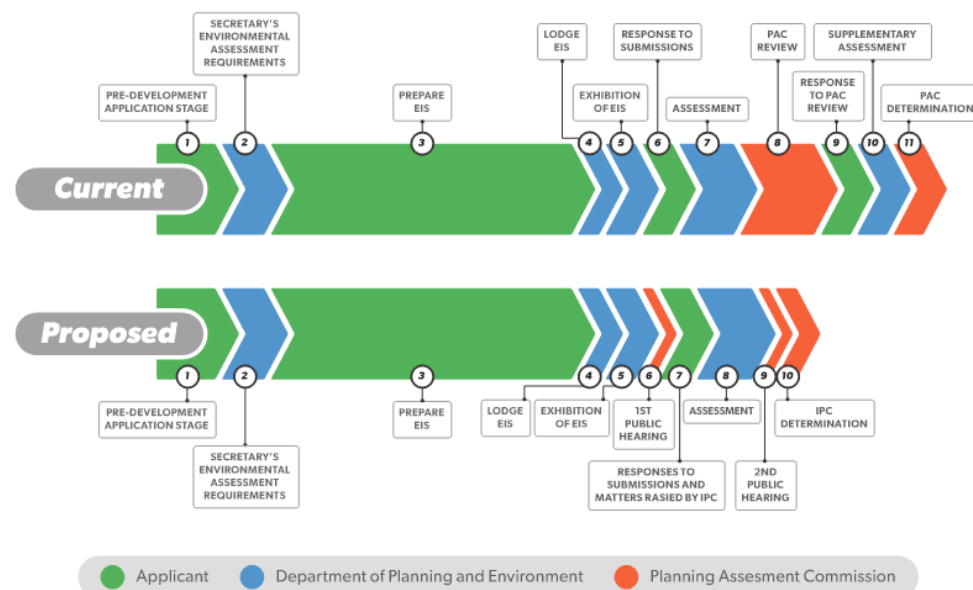 SECRETARY'S
ENVIRONMENTAL
ASSESSMENT
REQUIREMENTS
LODGE
EIS
RESPONSE TO
SUBMISSIONS
PAC
REVIEW
SUPPLEMENTARY
ASSESSMENT
PRE-DEVELOPMENT
APPLICATION STAGE
PREPARE
EIS
EXHIBITION
OF EIS
ASSESSMENT
RESPONSE
TO PAC
REVIEW
PAC
DETERMINATION
1
2
3
4
5
6
7
8
9
10
11
Current
Proposed
1
2
3
4
5
6
7
8
9
10
PRE-DEVELOPMENT
APPLICATION STAGE
PREPARE
EIS
LODGE
EIS
EXHIBITION
OF EIS
1ST
PUBLIC
HEARING
ASSESSMENT
IPC
DETERMINATION
SECRETARY'S
ENVIRONMENTAL
ASSESSMENT
REQUIREMENTS
RESPONSES TO
SUBMISSIONS AND
MATTERS RASIED BY IPC
2ND
PUBLIC
HEARING
Applicant
Department of Planning and Environment
Planning Assesment Commission